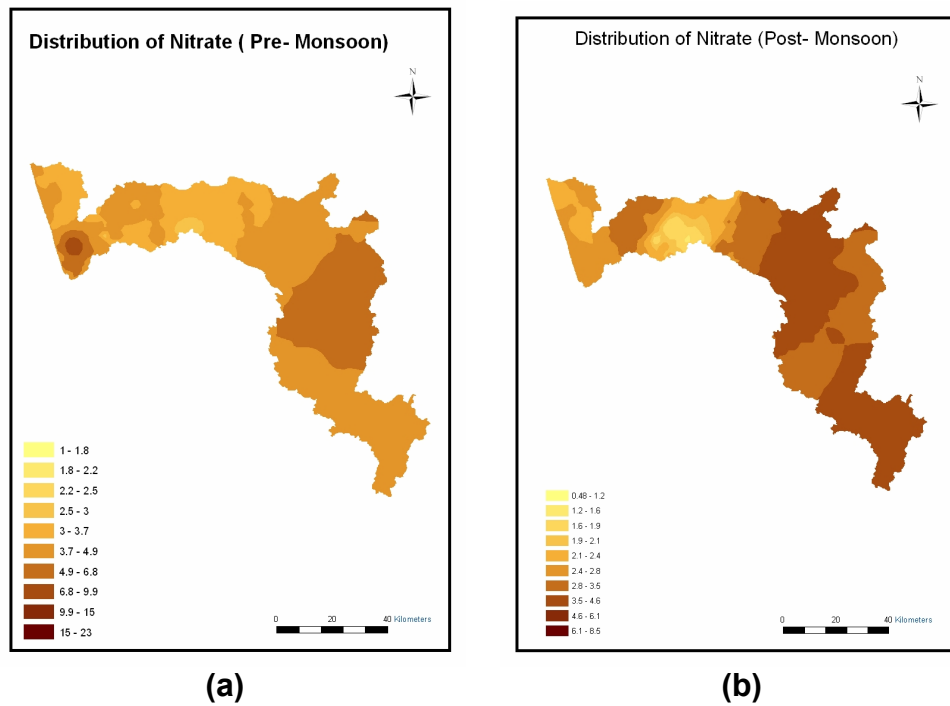 Distribution of Nitrate ( Pre- Monsoon)
N
1 - 1.8
1.8 - 2.2
2.2 - 2.5
2.5 - 3
3 - 3.7
3.7 - 4.9
4.9 - 6.8
6.8 - 9.9
9.9 - 15
15 - 23
0 20 40 Kilometers
(a)
Distribution of Nitrate (Post- Monsoon)
N
0.48 - 1.2
1.2 - 1.6
1.6 - 1.9
1.9 - 2.1
2.1 - 2.4
2.4 - 2.8
2.8 - 3.5
3.5 - 4.6
4.6 - 6.1
6.1 - 8.5
0 20 40 Kilometers
(b)